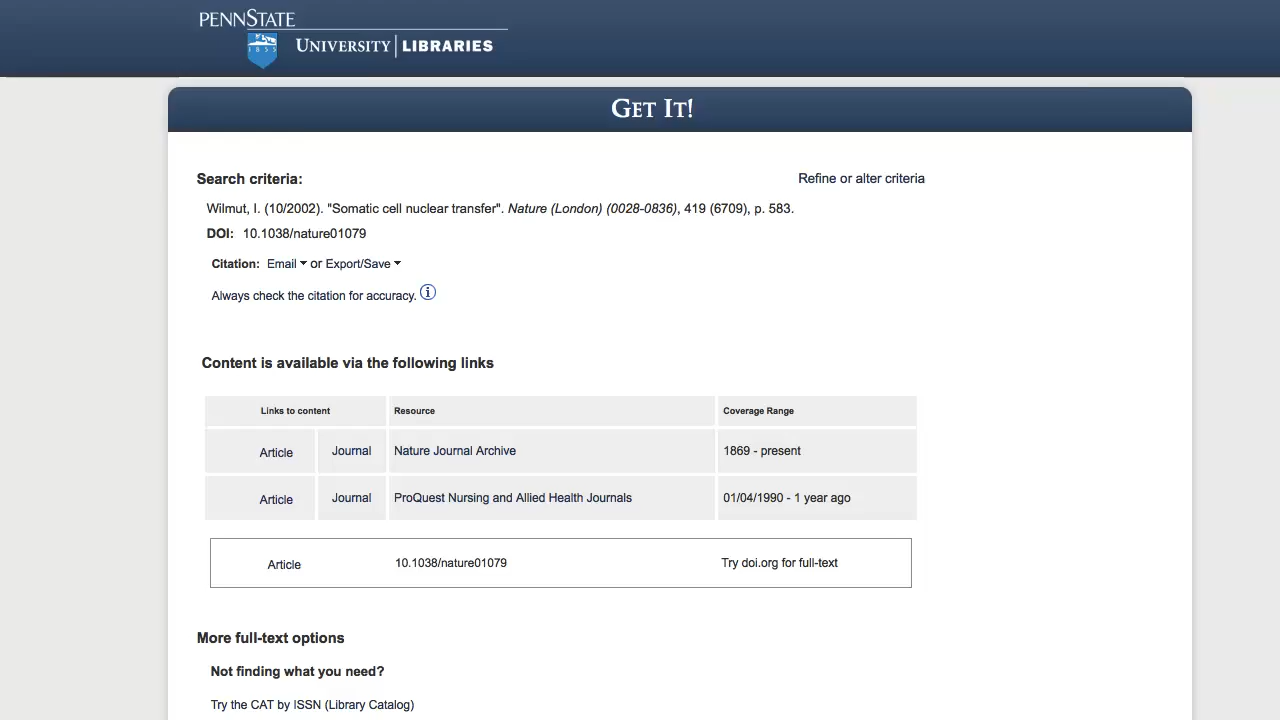 PENNSTATE
1855
UNIVERSITY LIBRARIES
GET IT!
Search criteria:
Refine or alter criteria
Wilmut, I. (10/2002). "Somatic cell nuclear transfer". Nature (London) (0028-0836), 419 (6709), p. 583.
DOI: 10.1038/nature01079
Citation: Email or Export/Save
Always check the citation for accuracy. i
Content is available via the following links
Links to content Resource Coverage Range
Article Journal Nature Journal Archive 1869 - present
Article Journal ProQuest Nursing and Allied Health Journals 01/04/1990 - 1 year ago
Article 10.1038/nature01079 Try doi.org for full-text
More full-text options
Not finding what you need?
Try the CAT by ISSN (Library Catalog)